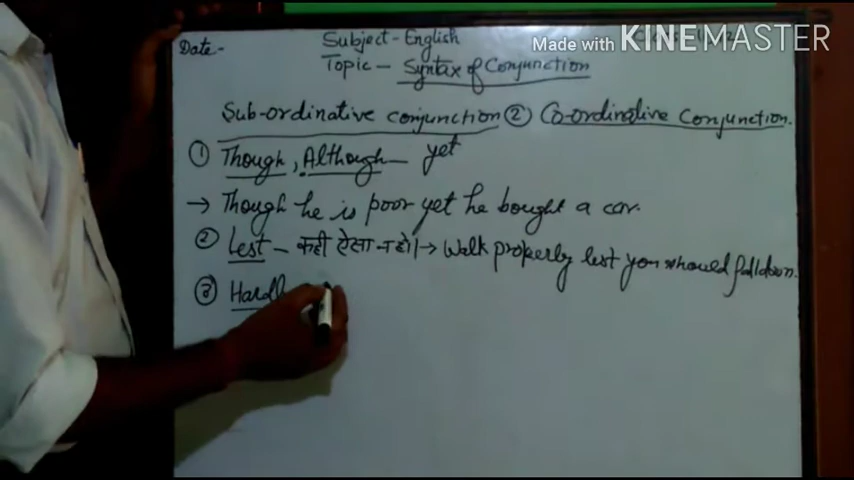 Date-
Subject-English
Made with KINEMASTER
Topic - Syntax of Conjunction
Sub-ordinative conjunction ② Co-ordinative Conjunction.
① Though, Although — yet
→ Though he is poor yet he bought a car.
② Lest - कही ऐसा न हो। → Walk properly lest you should fall down.
③ Hardl